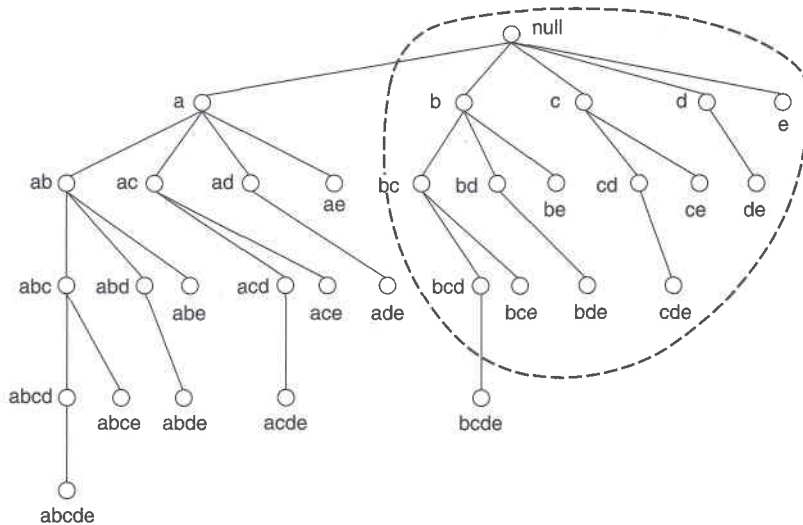 null
a b c d e
ab ac ad ae bc bd be cd ce de
abc abd abe acd ace ade bcd bce bde cde
abcd abce abde acde bcde
abcde